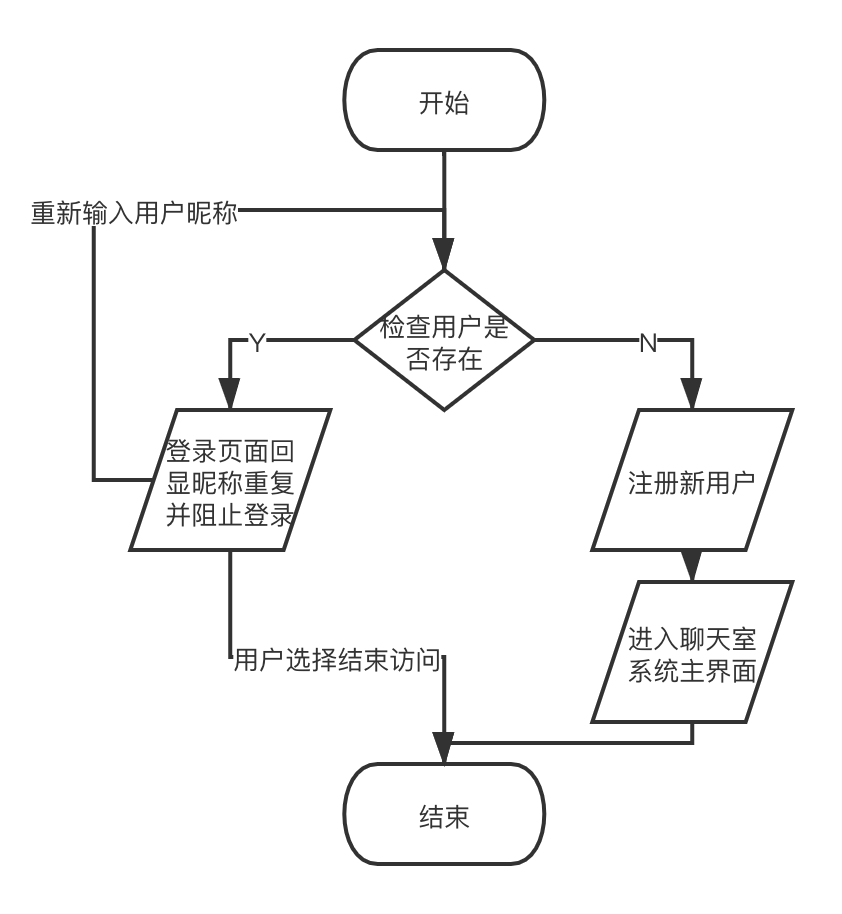 开始
重新输入用户昵称
检查用户是
否存在
Y
N
登录页面回
显昵称重复
并阻止登录
注册新用户
进入聊天室
系统主界面
用户选择结束访问
结束